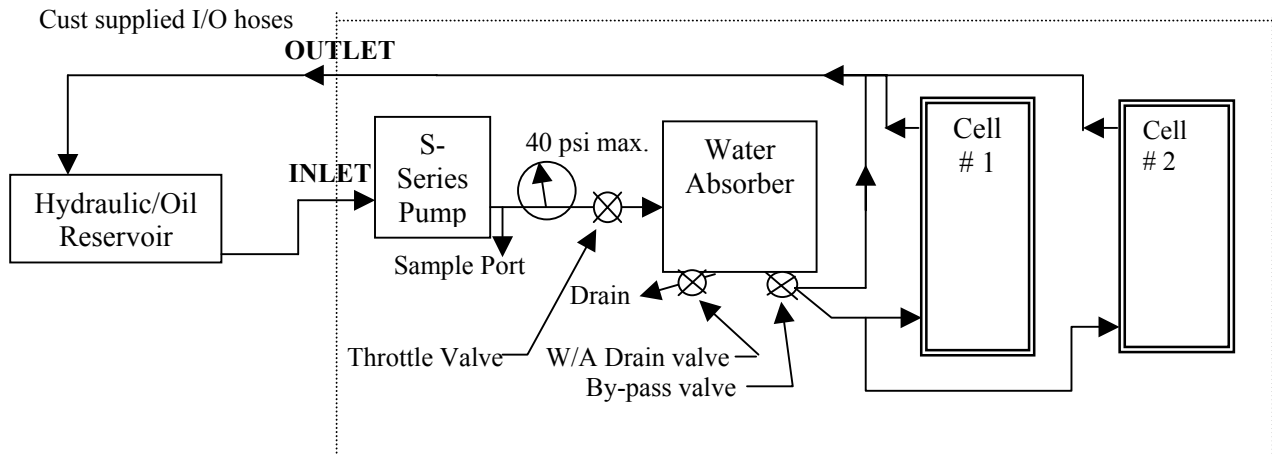 Cust supplied I/O hoses
OUTLET
INLET
Hydraulic/Oil
Reservoir
S-
Series
Pump
40 psi max.
Sample Port
Water
Absorber
Cell
# 1
Cell
# 2
Drain
Throttle Valve
W/A Drain valve
By-pass valve